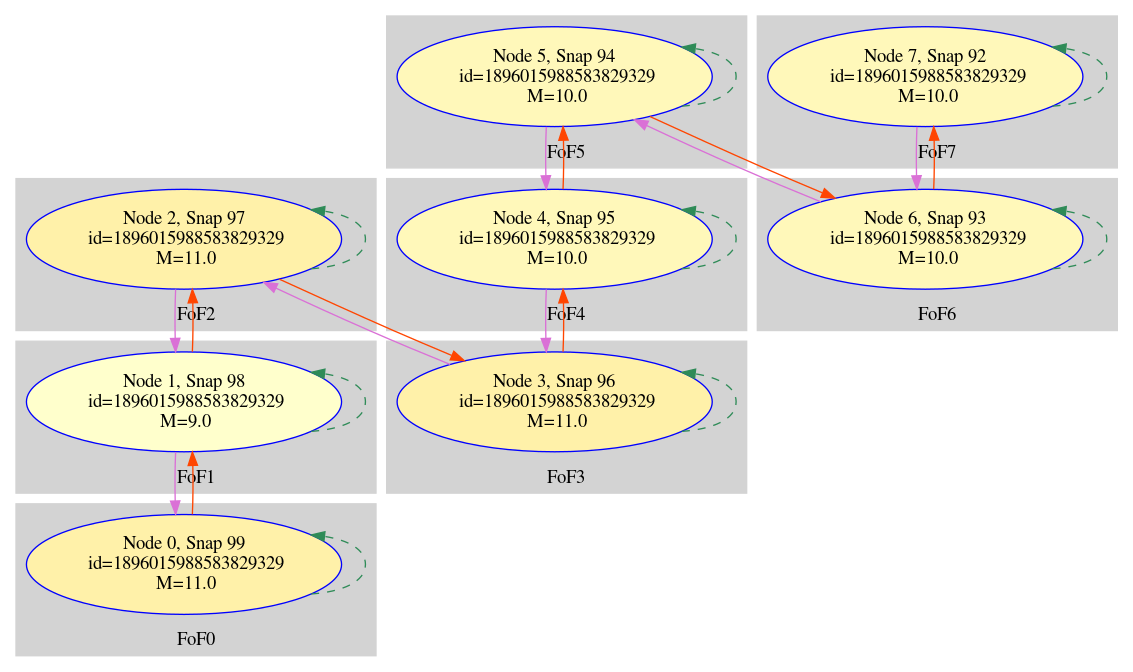 Node 5, Snap 94
id=1896015988583829329
M=10.0
FoF5
Node 7, Snap 92
id=1896015988583829329
M=10.0
FoF7
Node 2, Snap 97
id=1896015988583829329
M=11.0
FoF2
Node 4, Snap 95
id=1896015988583829329
M=10.0
FoF4
Node 6, Snap 93
id=1896015988583829329
M=10.0
FoF6
Node 1, Snap 98
id=1896015988583829329
M=9.0
FoF1
Node 3, Snap 96
id=1896015988583829329
M=11.0
FoF3
Node 0, Snap 99
id=1896015988583829329
M=11.0
FoF0